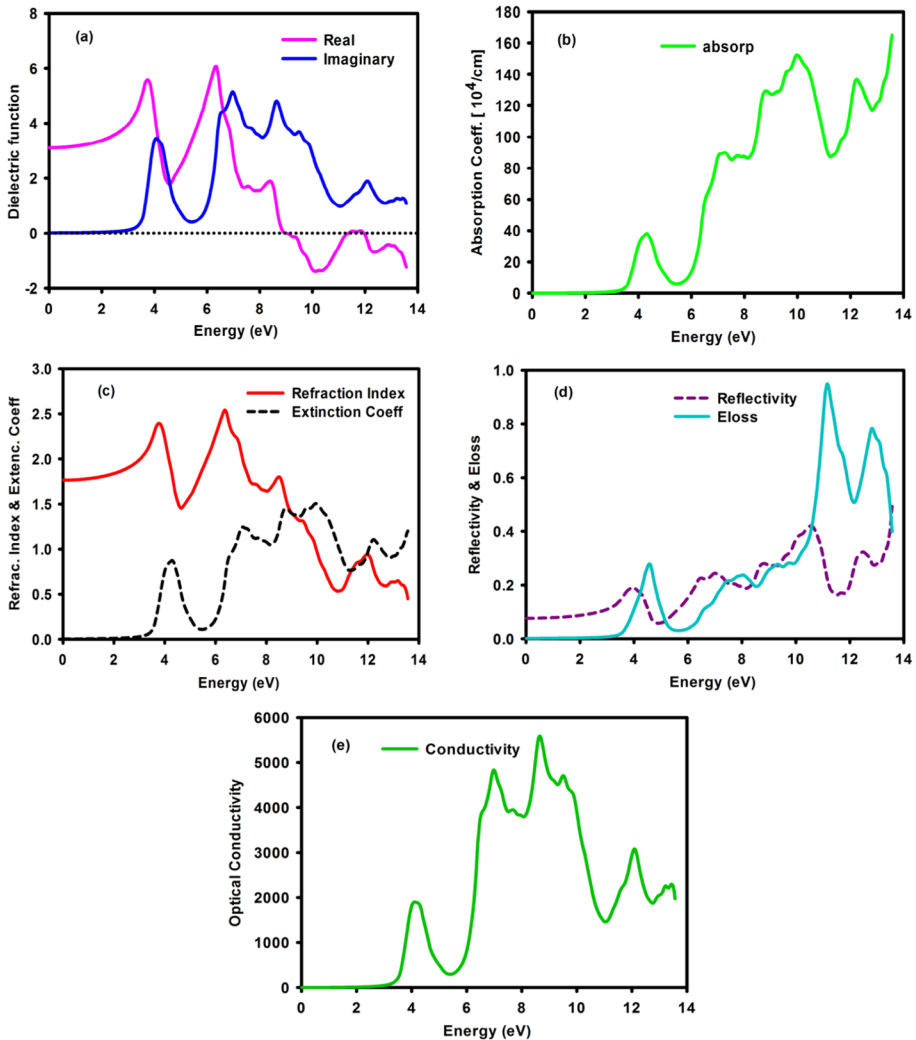 (a)
Real
Imaginary
Dielectric function
8
6
4
2
0
-2
0 2 4 6 8 10 12 14
Energy (eV)
(b)
absorp
Absorption Coeff. [ 10⁴/cm]
180
160
140
120
100
80
60
40
20
0
0 2 4 6 8 10 12 14
Energy (eV)
(c)
Refraction Index
Extinction Coeff
Refrac. Index & Extenc. Coeff
3.0
2.5
2.0
1.5
1.0
0.5
0.0
0 2 4 6 8 10 12 14
Energy (eV)
(d)
Reflectivity
Eloss
Reflectivity & Eloss
1.0
0.8
0.6
0.4
0.2
0.0
0 2 4 6 8 10 12 14
Energy (eV)
(e)
Conductivity
Optical Conductivity
6000
5000
4000
3000
2000
1000
0
0 2 4 6 8 10 12 14
Energy (eV)